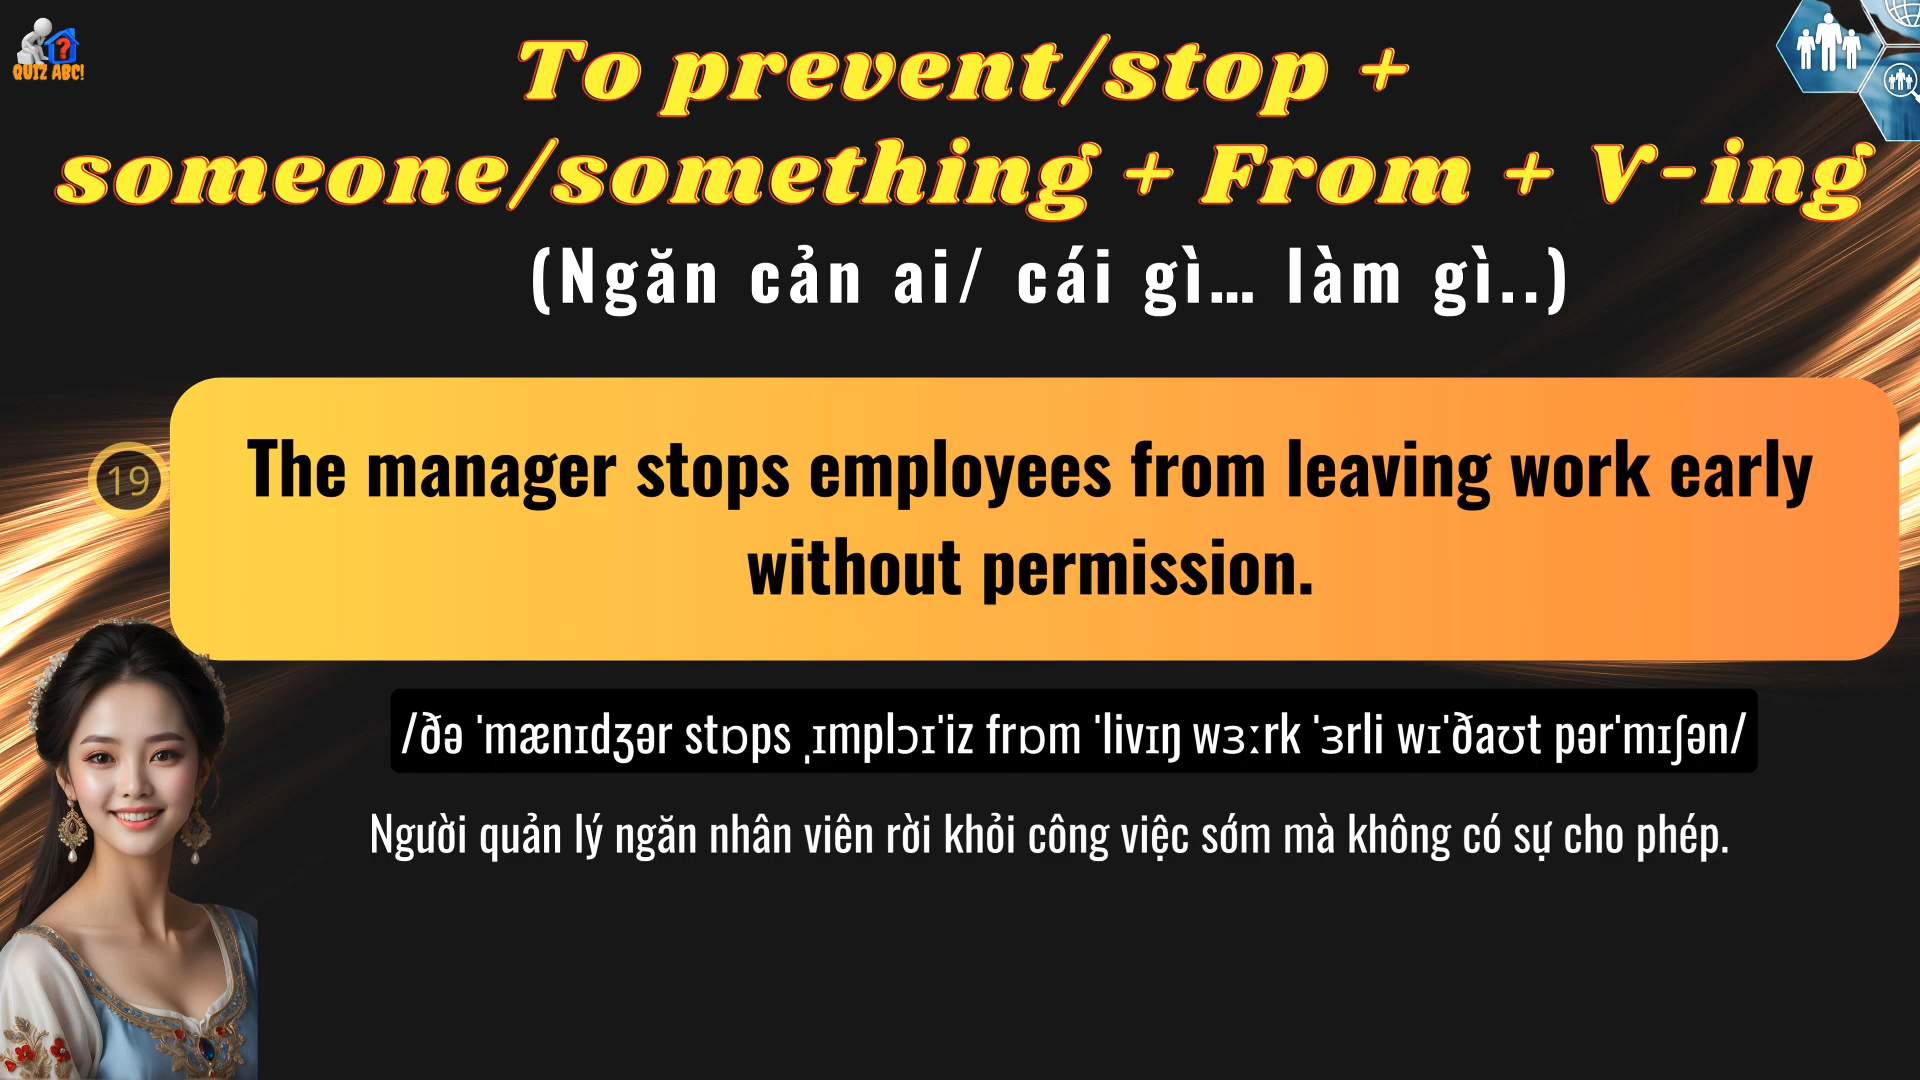 QUIZ ABC!
To prevent/stop +
someone/something + From + V-ing
(Ngăn cản ai/ cái gì... làm gì..)
19
The manager stops employees from leaving work early
without permission.
/ðə ˈmænɪdʒər stɒps ˌɪmplɔɪˈiz frɒm ˈlivɪŋ wɜːrk ˈɜrli wɪˈðaʊt pərˈmɪʃən/
Người quản lý ngăn nhân viên rời khỏi công việc sớm mà không có sự cho phép.